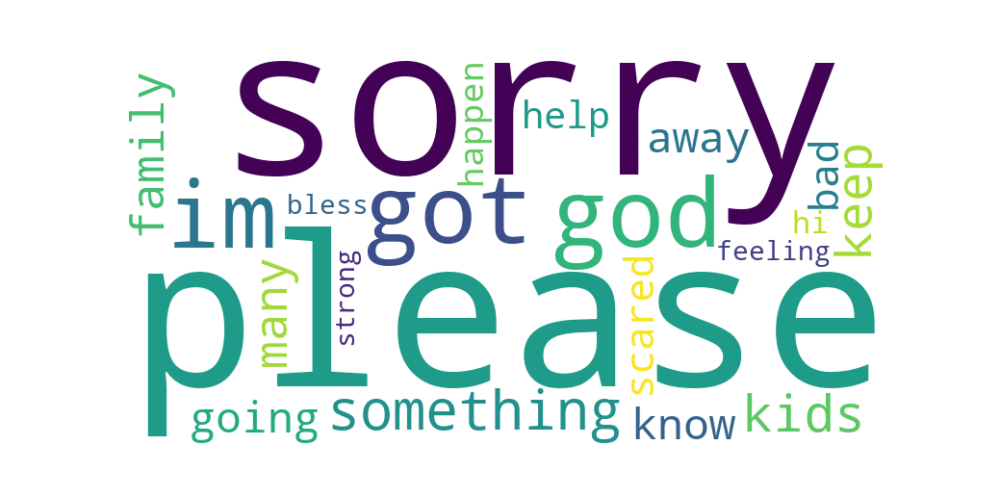 sorry
family
happen
help
away
bad
keep
im
bless
got
god
hi
feeling
please
many
strong
scared
going
something
know
kids